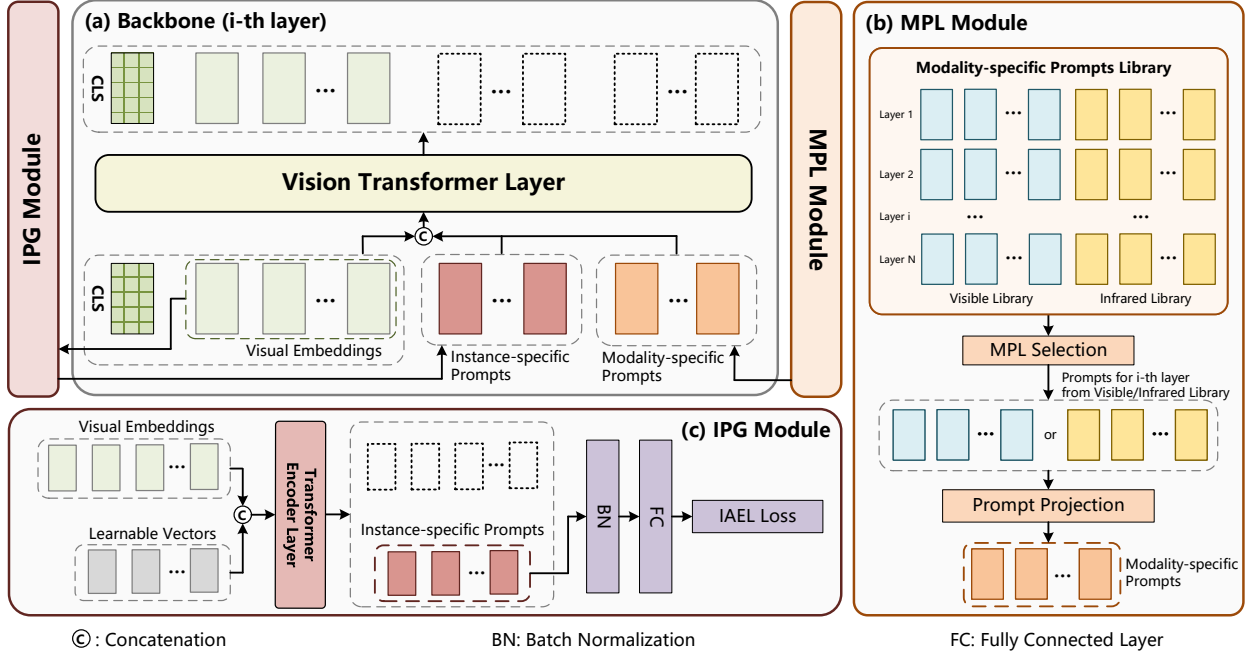 IPG Module
(a) Backbone (i-th layer)
CLS
...
...
...
Vision Transformer Layer
C
CLS
...
...
...
Visual Embeddings
Instance-specific
Prompts
Modality-specific
Prompts
MPL Module
(b) MPL Module
Modality-specific Prompts Library
Layer 1
...
...
Layer 2
...
...
Layer i
...
...
Layer N
...
...
Visible Library
Infrared Library
MPL Selection
Prompts for i-th layer
from Visible/Infrared Library
...
or
...
Prompt Projection
...
Modality-specific
Prompts
(c) IPG Module
Visual Embeddings
...
C
Learnable Vectors
...
Transformer
Encoder Layer
...
Instance-specific Prompts
...
BN
FC
IAEL Loss
C : Concatenation
BN: Batch Normalization
FC: Fully Connected Layer